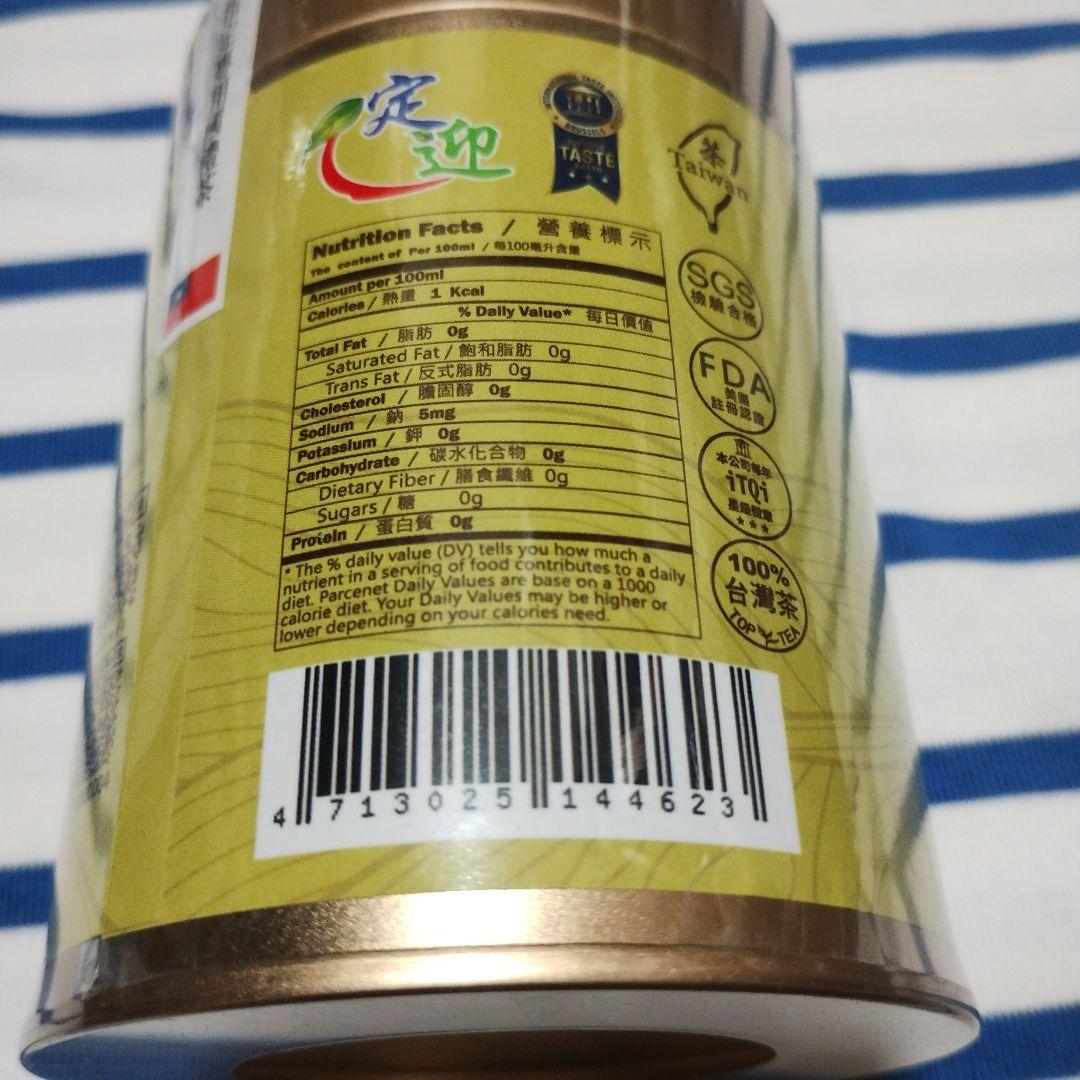 定迎
BRUSSELS
TASTE
茶
Taiwan
Nutrition Facts / 營養標示
The content of Per 100ml / 每100毫升含量
Amount per 100ml
Calories / 熱量 1 Kcal
% Daily Value* 每日價值
Total Fat / 脂肪 0g
Saturated Fat / 飽和脂肪 0g
Trans Fat / 反式脂肪 0g
Cholesterol / 膽固醇 0g
Sodium / 鈉 5mg
Potassium / 鉀 0g
Carbohydrate / 碳水化合物 0g
Dietary Fiber / 膳食纖維 0g
Sugars / 糖 0g
Protein / 蛋白質 0g
* The % daily value (DV) tells you how much a
nutrient in a serving of food contributes to a daily
diet. Parcenet Daily Values are base on a 1000
calorie diet. Your Daily Values may be higher or
lower depending on your calories need.
SGS
檢驗合格
FDA
美國
註冊認證
本公司每年
iTQi
星級徽章
100%
台灣茶
TOP TEA
4 713025 144623